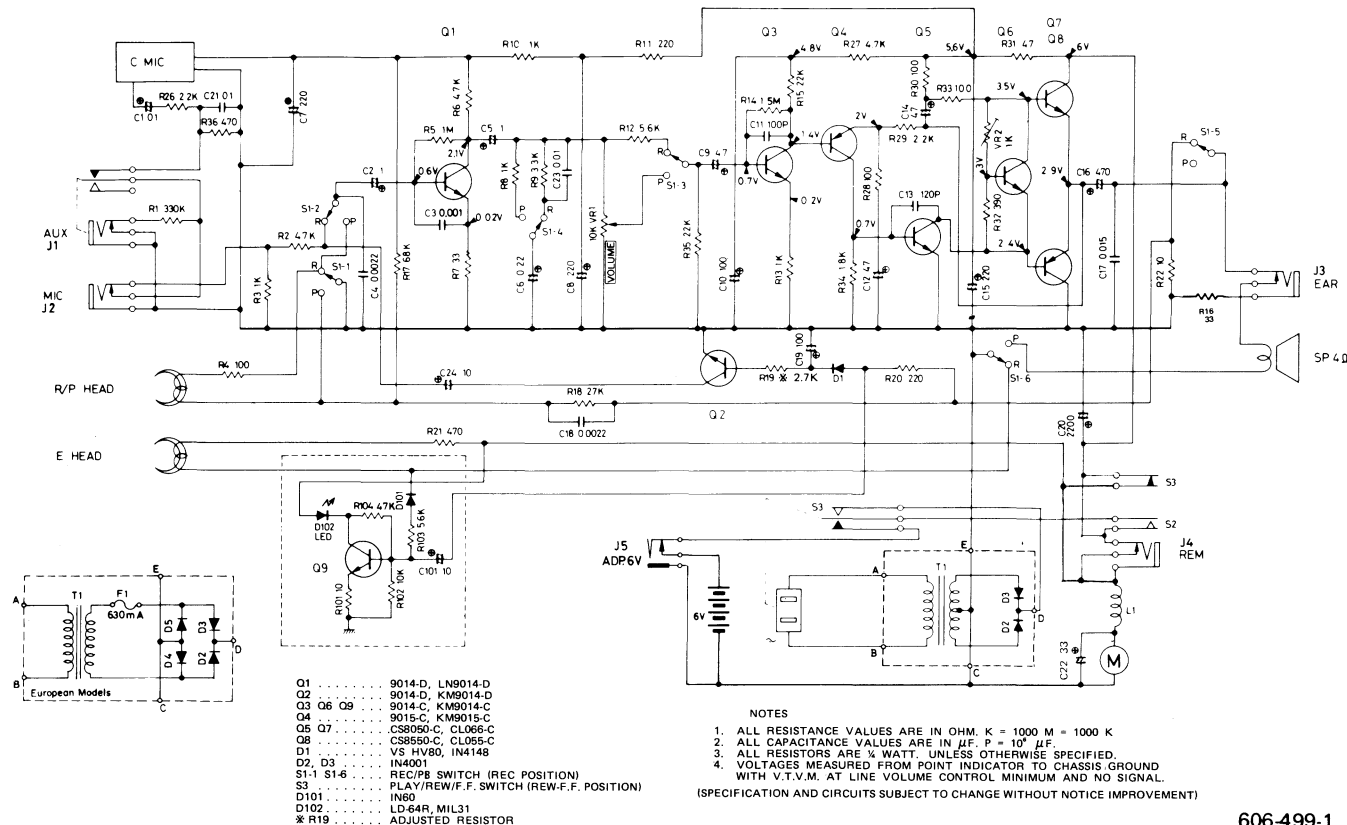 Q1
Q3
Q4
Q5
Q6
Q7
Q8
R10 1K
R11 220
4.8V
R27 4.7K
5.6V
R31 47
6V
C MIC
R26 2.2K
C21 01
C1 01
R36 470
C7 220
R6 4.7K
R5 1M
C5 1
2.1V
0.6V
C2 1
C3 0,001
0 02V
R7 33
R8 1K
R9 3.3K
C23 0.01
P
R
S1-4
C6 0.22
C8 220
10K VR1
VOLUME
R12 5.6K
R
P
S1-3
C9 47
R14 1.5M
R15 22K
C11 100P
1.4V
0.7V
0.2V
R35 22K
C10 100
R13 1K
2V
R28 100
0.7V
R34 1.8K
C12 47
C13 120P
R29 2.2K
C14 47
R30 100
R33 100
3.5V
VR2 1K
3V
R32 390
2.4V
2.9V
C15 220
C16 470
C17 0.015
R
P
S1-5
R22 10
R16 33
J3
EAR
SP 4Ω
AUX
J1
R1 330K
S1-2
R
P
R2 4.7K
R
S1-1
P
R3 1K
C4 0.0022
R17 68K
MIC
J2
R/P HEAD
R4 100
C24 10
R18 27K
C18 0.0022
Q2
R19 ※ 2.7K
C19 100
D1
R20 220
P
R
S1-6
C20 2200
E HEAD
R21 470
D102
LED
R104 47K
D101
R103 5.6K
C101 10
Q9
R101 10
R102 10K
S3
S3
S2
J4
REM
J5
ADP.6V
6V
A
B
T1
E
D3
D2
D
C
L1
C22 33
M
E
A
T1
F1
630mA
D5
D3
D4
D2
D
B
European Models
C
Q1 ........ 9014-D, LN9014-D
Q2 ........ 9014-D, KM9014-D
Q3 Q6 Q9 .... 9014-C, KM9014-C
Q4 ........ 9015-C, KM9015-C
Q5 Q7 ...... CS8050-C, CL066-C
Q8 ........ CS8550-C, CL055-C
D1 ........ VS HV80, IN4148
D2, D3 ...... IN4001
S1-1 S1-6 ..... REC/PB SWITCH (REC POSITION)
S3 ........ PLAY/REW/F.F. SWITCH (REW-F.F. POSITION)
D101 ....... IN60
D102 ....... LD-64R, MIL31
※ R19 ...... ADJUSTED RESISTOR
NOTES
1. ALL RESISTANCE VALUES ARE IN OHM. K = 1000 M = 1000 K
2. ALL CAPACITANCE VALUES ARE IN µF. P = 10⁶ µF.
3. ALL RESISTORS ARE ¼ WATT. UNLESS OTHERWISE SPECIFIED.
4. VOLTAGES MEASURED FROM POINT INDICATOR TO CHASSIS GROUND
WITH V.T.V.M. AT LINE VOLUME CONTROL MINIMUM AND NO SIGNAL.
(SPECIFICATION AND CIRCUITS SUBJECT TO CHANGE WITHOUT NOTICE IMPROVEMENT)
606-499-1